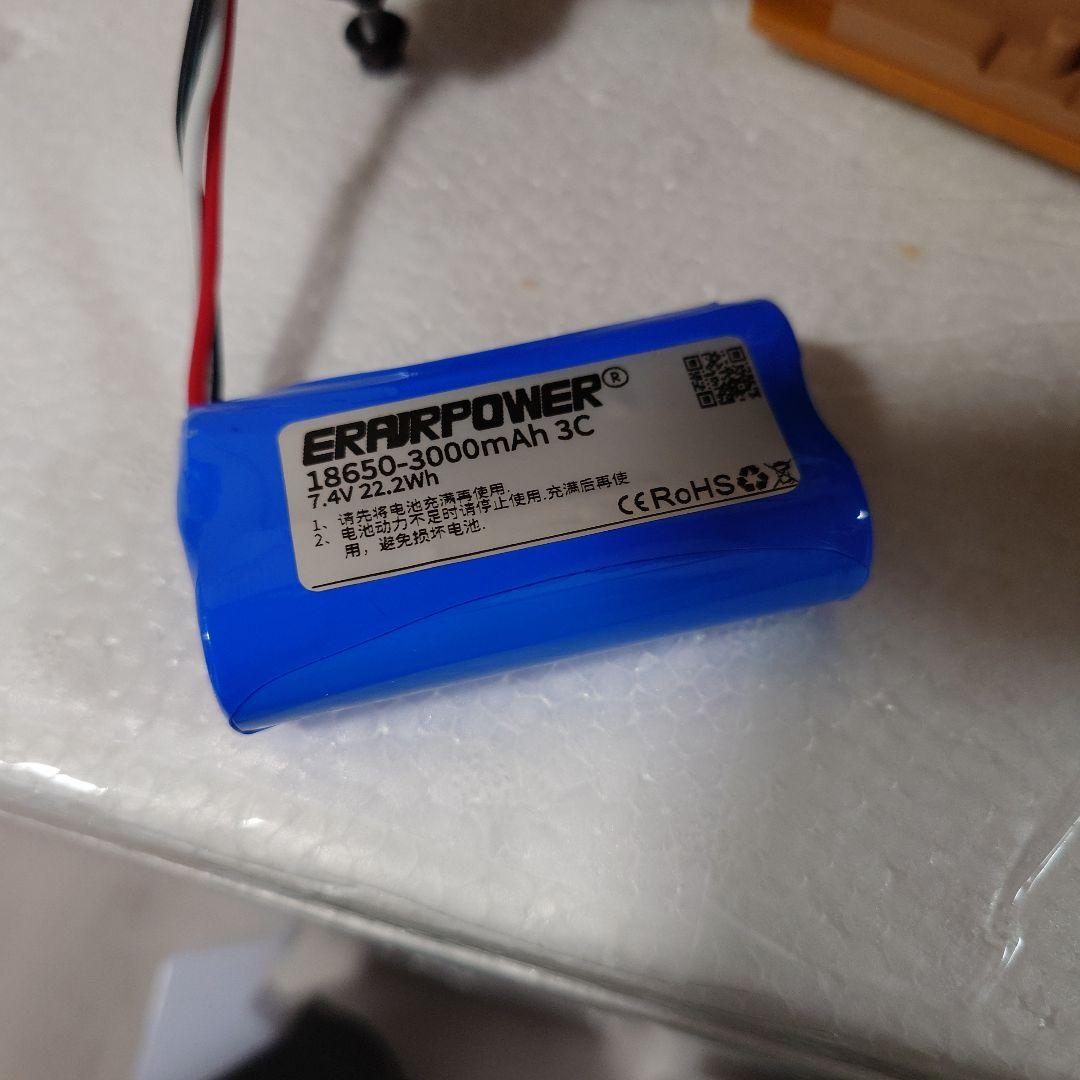 ERAJRPOWER®
18650-3000mAh 3C
7.4V 22.2Wh
1、请先将电池充满再使用.
2、电池动力不足时请停止使用.充满后再使
用，避免损坏电池.
CE RoHS